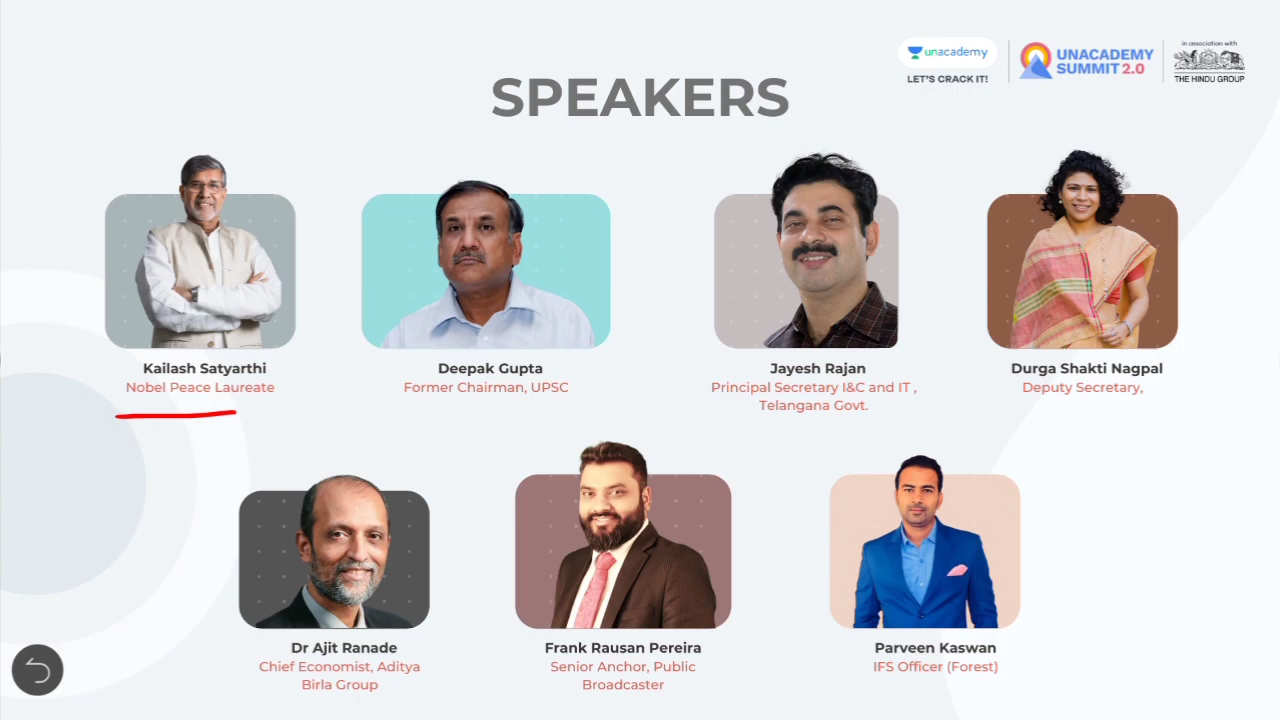 unacademy
LET'S CRACK IT!
UNACADEMY
SUMMIT 2.0
in association with
THE HINDU GROUP
SPEAKERS
Kailash Satyarthi
Nobel Peace Laureate
Deepak Gupta
Former Chairman, UPSC
Jayesh Rajan
Principal Secretary I&C and IT ,
Telangana Govt.
Durga Shakti Nagpal
Deputy Secretary,
Dr Ajit Ranade
Chief Economist, Aditya
Birla Group
Frank Rausan Pereira
Senior Anchor, Public
Broadcaster
Parveen Kaswan
IFS Officer (Forest)